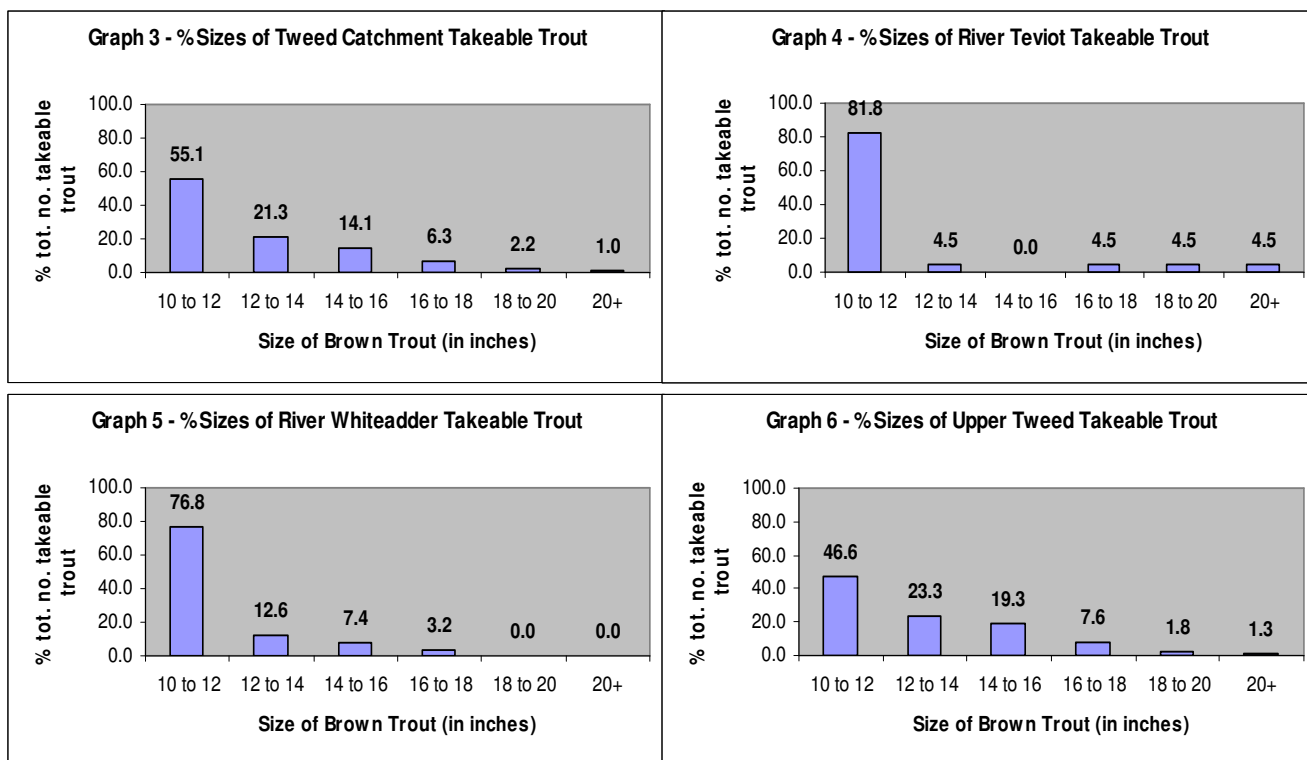 Graph 3 - %Sizes of Tweed Catchment Takeable Trout
% tot. no. takeable
trout
100.0
80.0
60.0
40.0
20.0
0.0
55.1
21.3
14.1
6.3
2.2
1.0
10 to 12 12 to 14 14 to 16 16 to 18 18 to 20 20+
Size of Brown Trout (in inches)
Graph 4 - %Sizes of River Teviot Takeable Trout
% tot. no. takeable
trout
100.0
80.0
60.0
40.0
20.0
0.0
81.8
4.5
0.0
4.5
4.5
4.5
10 to 12 12 to 14 14 to 16 16 to 18 18 to 20 20+
Size of Brown Trout (in inches)
Graph 5 - %Sizes of River Whiteadder Takeable Trout
% tot. no. takeable
trout
100.0
80.0
60.0
40.0
20.0
0.0
76.8
12.6
7.4
3.2
0.0
0.0
10 to 12 12 to 14 14 to 16 16 to 18 18 to 20 20+
Size of Brown Trout (in inches)
Graph 6 - %Sizes of Upper Tweed Takeable Trout
% tot. no. takeable
trout
100.0
80.0
60.0
40.0
20.0
0.0
46.6
23.3
19.3
7.6
1.8
1.3
10 to 12 12 to 14 14 to 16 16 to 18 18 to 20 20+
Size of Brown Trout (in inches)